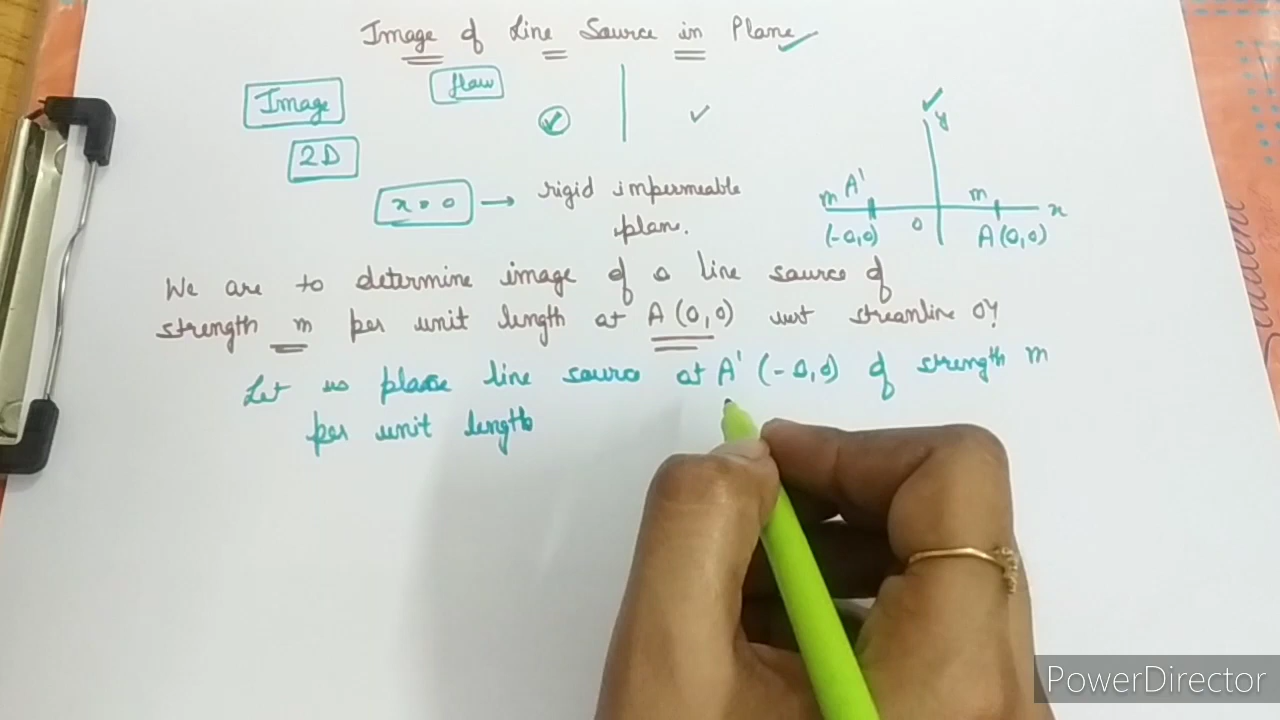 Image of Line Source in Plane
Image
flow
2D
x = 0 → rigid impermeable
plane.
y
m A'
m
0
x
(-a,0)
A (a,0)
We are to determine image of a line source of
strength m per unit length at A (a,0) wrt streamline OY
Let us place line source at A' (-a,0) of strength m
per unit length
Student
PowerDirector